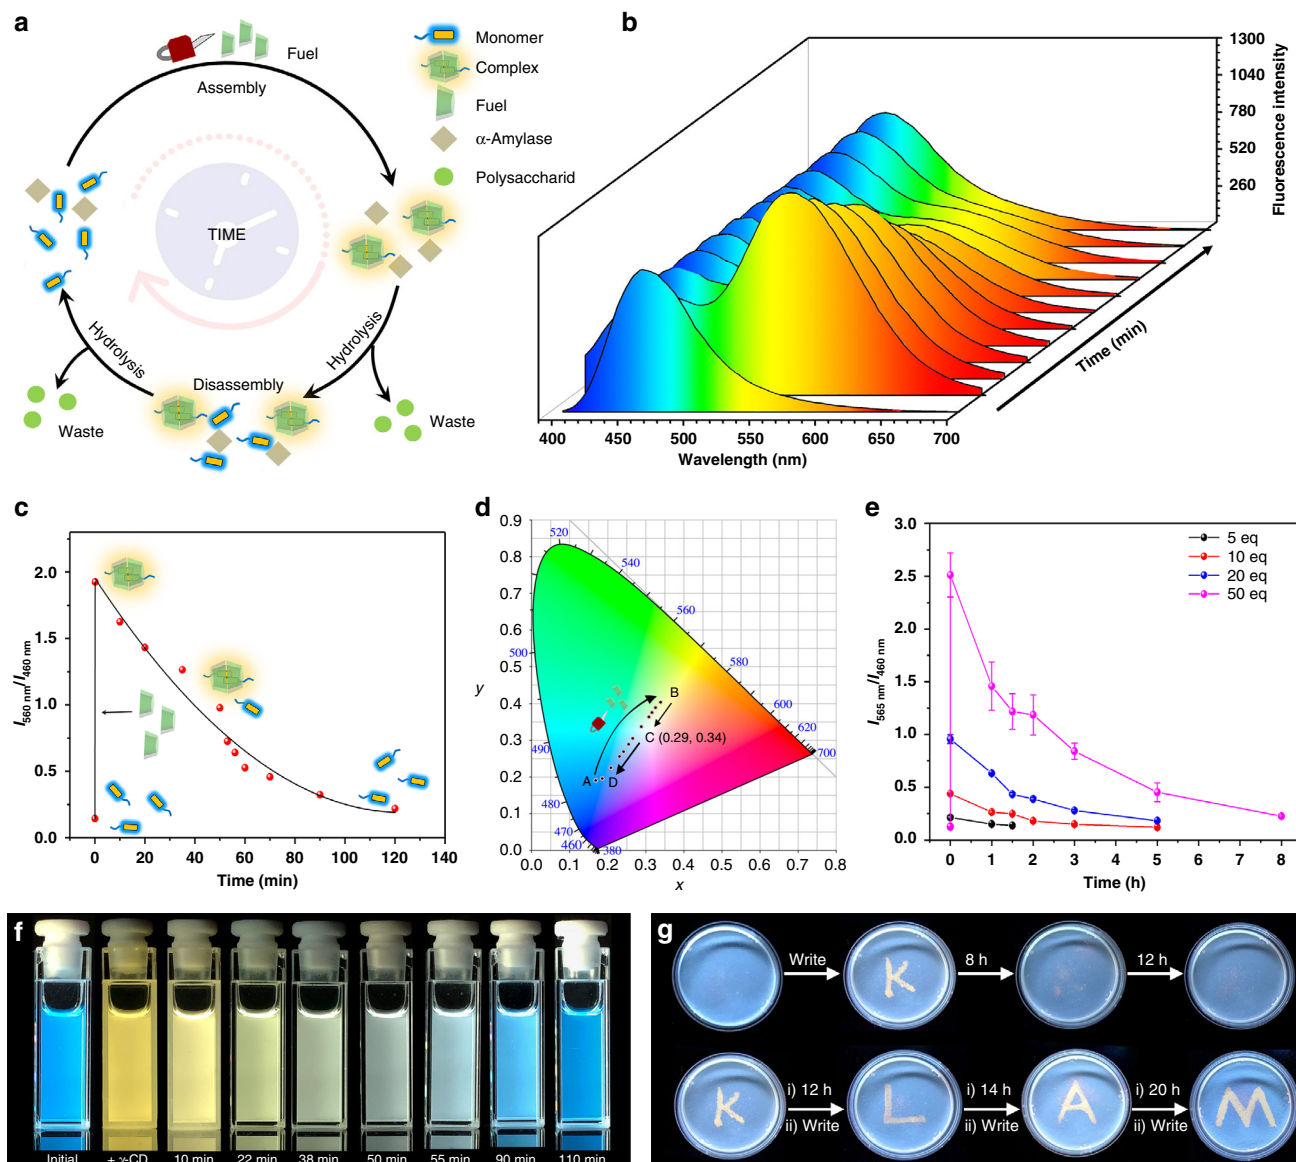 a
Fuel
Assembly
Monomer
Complex
Fuel
α-Amylase
Polysaccharid
TIME
Hydrolysis
Hydrolysis
Disassembly
Waste
Waste
b
1300
1040
780
520
260
Fluorescence intensity
Time (min)
400 450 500 550 600 650 700
Wavelength (nm)
c
2.0
1.5
1.0
0.5
0.0
I560 nm/I460 nm
0 20 40 60 80 100 120 140
Time (min)
d
0.9
0.8
0.7
0.6
0.5
0.4
0.3
0.2
0.1
0.0
y
520
540
560
580
600
620
700
500
490
480
470
460
380
A
B
C (0.29, 0.34)
D
0.0 0.1 0.2 0.3 0.4 0.5 0.6 0.7 0.8
x
e
3.0
2.5
2.0
1.5
1.0
0.5
0.0
I565 nm/I460 nm
5 eq
10 eq
20 eq
50 eq
0 1 2 3 4 5 6 7 8
Time (h)
f
Initial + γ-CD 10 min 22 min 38 min 50 min 55 min 90 min 110 min
g
Write
K
8 h
12 h
K
i) 12 h
ii) Write
L
i) 14 h
ii) Write
A
i) 20 h
ii) Write
M